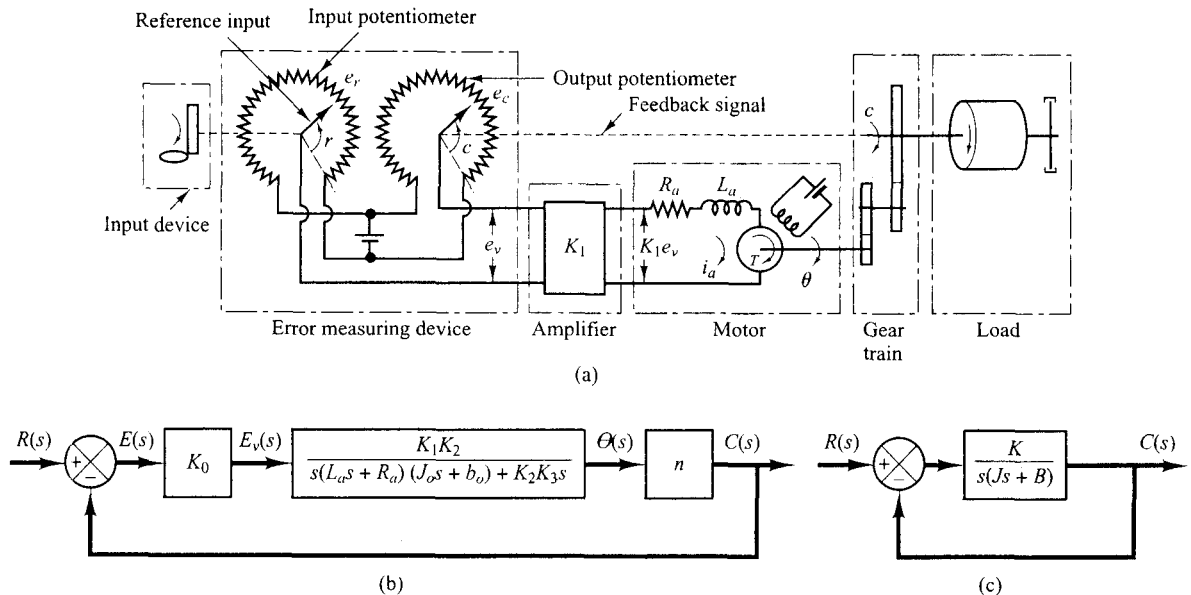 Reference input
Input potentiometer
e_r
r
Output potentiometer
e_c
c
Feedback signal
Input device
e_v
K_1
K_1e_v
R_a
L_a
i_a
T
θ
c
Error measuring device
Amplifier
Motor
Gear
train
Load
(a)
R(s)
+
−
E(s)
K_0
E_v(s)
K_1K_2
s(L_as + R_a) (J_os + b_o) + K_2K_3s
Θ(s)
n
C(s)
(b)
R(s)
+
−
K
s(Js + B)
C(s)
(c)